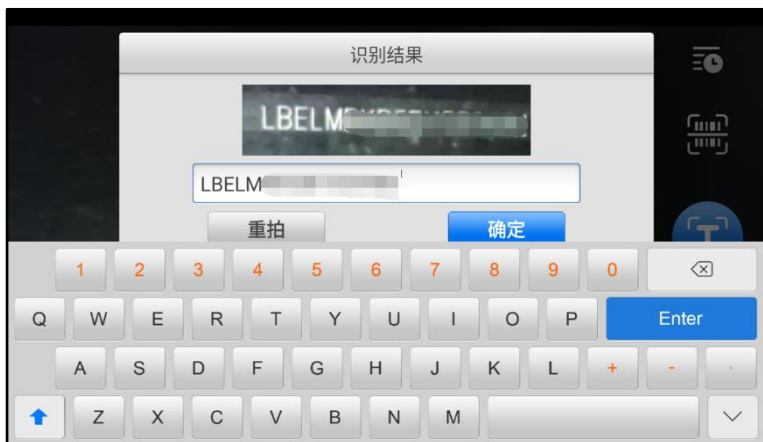 识别结果
LBELM
LBELM
重拍
确定
1 2 3 4 5 6 7 8 9 0
Q W E R T Y U I O P Enter
A S D F G H J K L + - .
Z X C V B N M